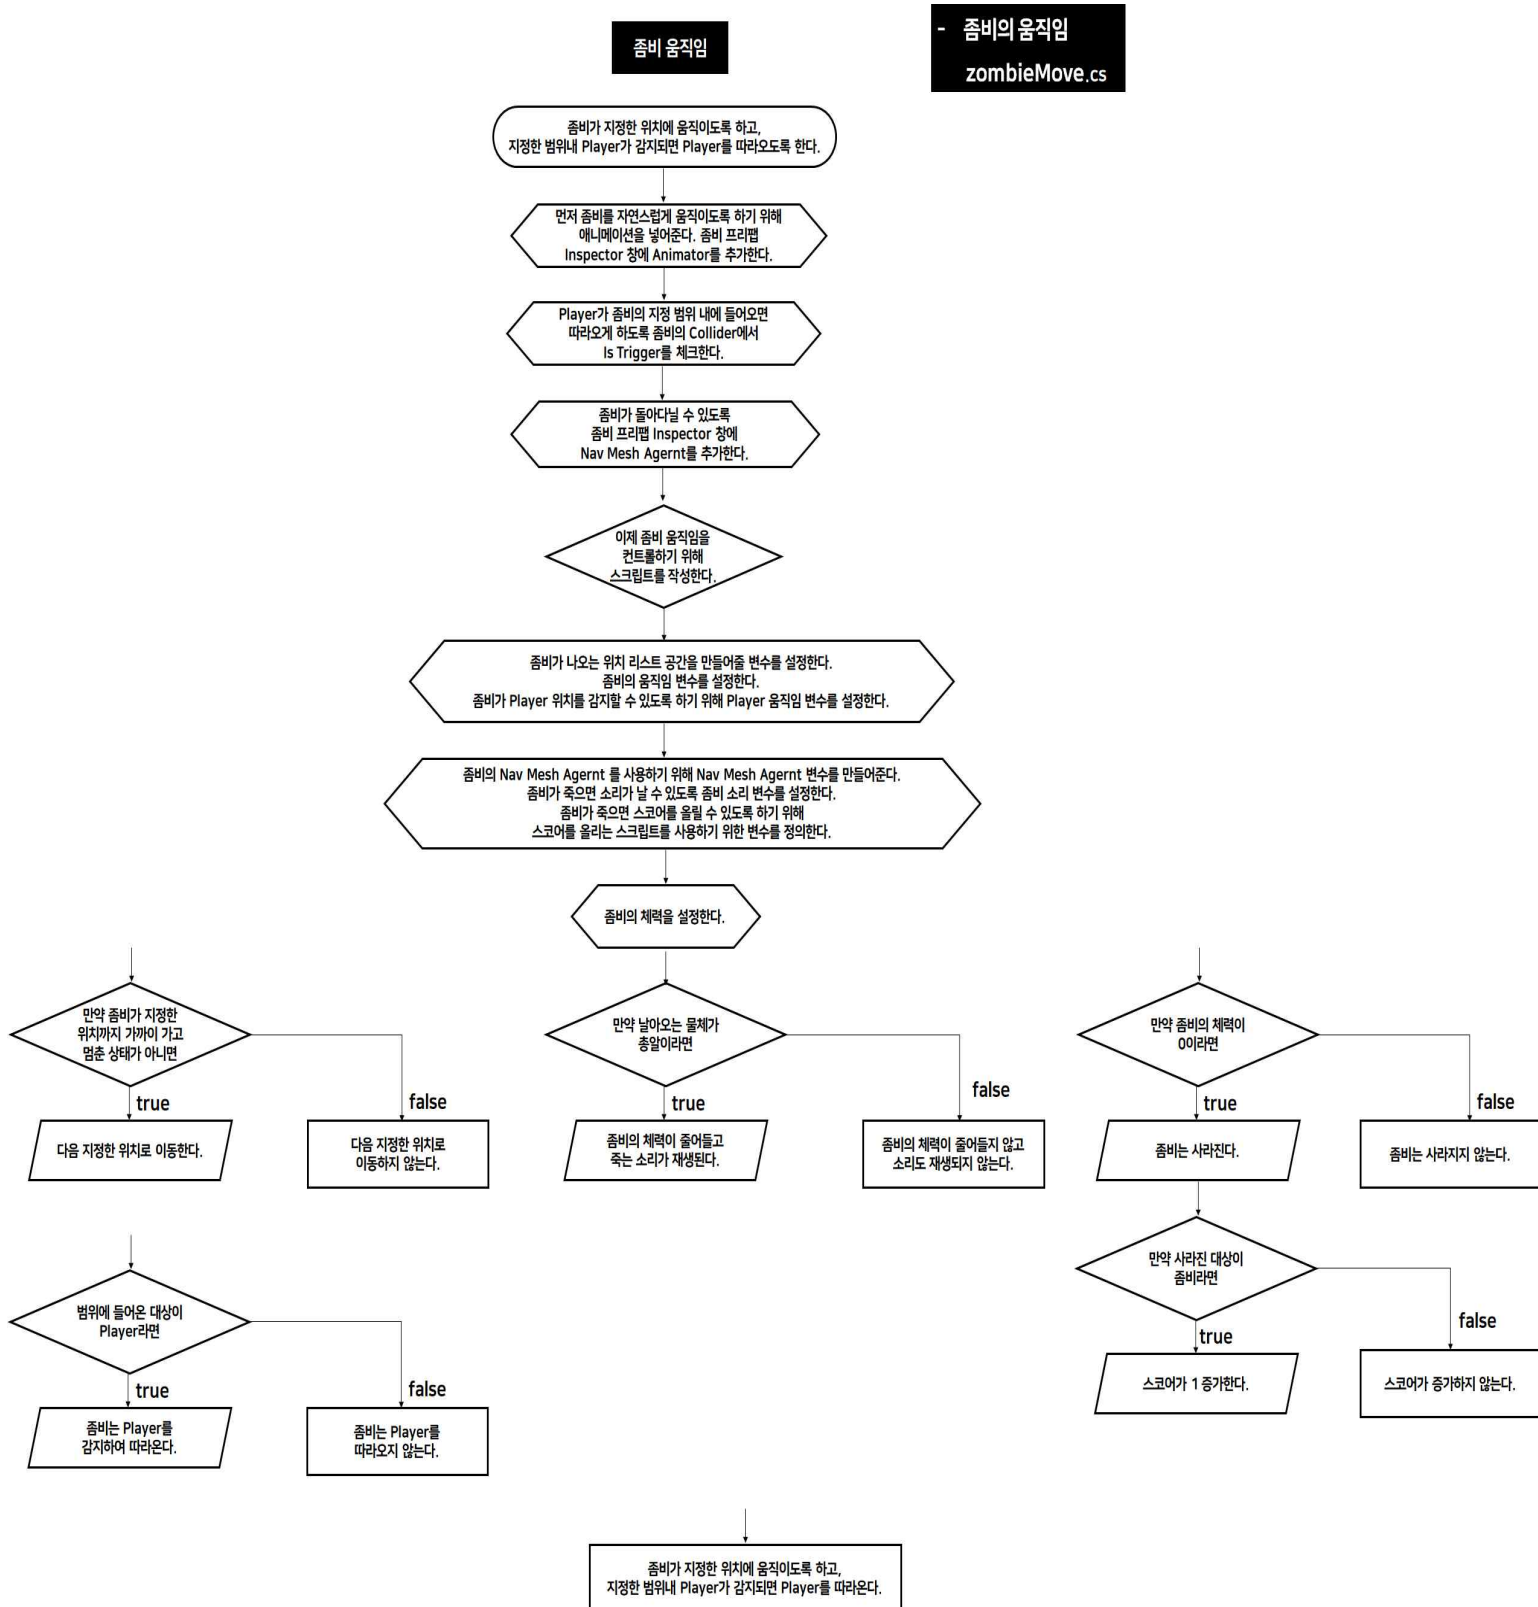 좀비 움직임
- 좀비의 움직임
zombieMove.cs
좀비가 지정한 위치에 움직이도록 하고,
지정한 범위내 Player가 감지되면 Player를 따라오도록 한다.
먼저 좀비를 자연스럽게 움직이도록 하기 위해
애니메이션을 넣어준다. 좀비 프리팹
Inspector 창에 Animator를 추가한다.
Player가 좀비의 지정 범위 내에 들어오면
따라오게 하도록 좀비의 Collider에서
Is Trigger를 체크한다.
좀비가 돌아다닐 수 있도록
좀비 프리팹 Inspector 창에
Nav Mesh Agernt를 추가한다.
이제 좀비 움직임을
컨트롤하기 위해
스크립트를 작성한다.
좀비가 나오는 위치 리스트 공간을 만들어줄 변수를 설정한다.
좀비의 움직임 변수를 설정한다.
좀비가 Player 위치를 감지할 수 있도록 하기 위해 Player 움직임 변수를 설정한다.
좀비의 Nav Mesh Agernt 를 사용하기 위해 Nav Mesh Agernt 변수를 만들어준다.
좀비가 죽으면 소리가 날 수 있도록 좀비 소리 변수를 설정한다.
좀비가 죽으면 스코어를 올릴 수 있도록 하기 위해
스코어를 올리는 스크립트를 사용하기 위한 변수를 정의한다.
좀비의 체력을 설정한다.
만약 좀비가 지정한
위치까지 가까이 가고
멈춘 상태가 아니면
true
false
다음 지정한 위치로 이동한다.
다음 지정한 위치로
이동하지 않는다.
만약 날아오는 물체가
총알이라면
true
false
좀비의 체력이 줄어들고
죽는 소리가 재생된다.
좀비의 체력이 줄어들지 않고
소리도 재생되지 않는다.
만약 좀비의 체력이
0이라면
true
false
좀비는 사라진다.
좀비는 사라지지 않는다.
범위에 들어온 대상이
Player라면
true
false
좀비는 Player를
감지하여 따라온다.
좀비는 Player를
따라오지 않는다.
만약 사라진 대상이
좀비라면
true
false
스코어가 1 증가한다.
스코어가 증가하지 않는다.
좀비가 지정한 위치에 움직이도록 하고,
지정한 범위내 Player가 감지되면 Player를 따라온다.